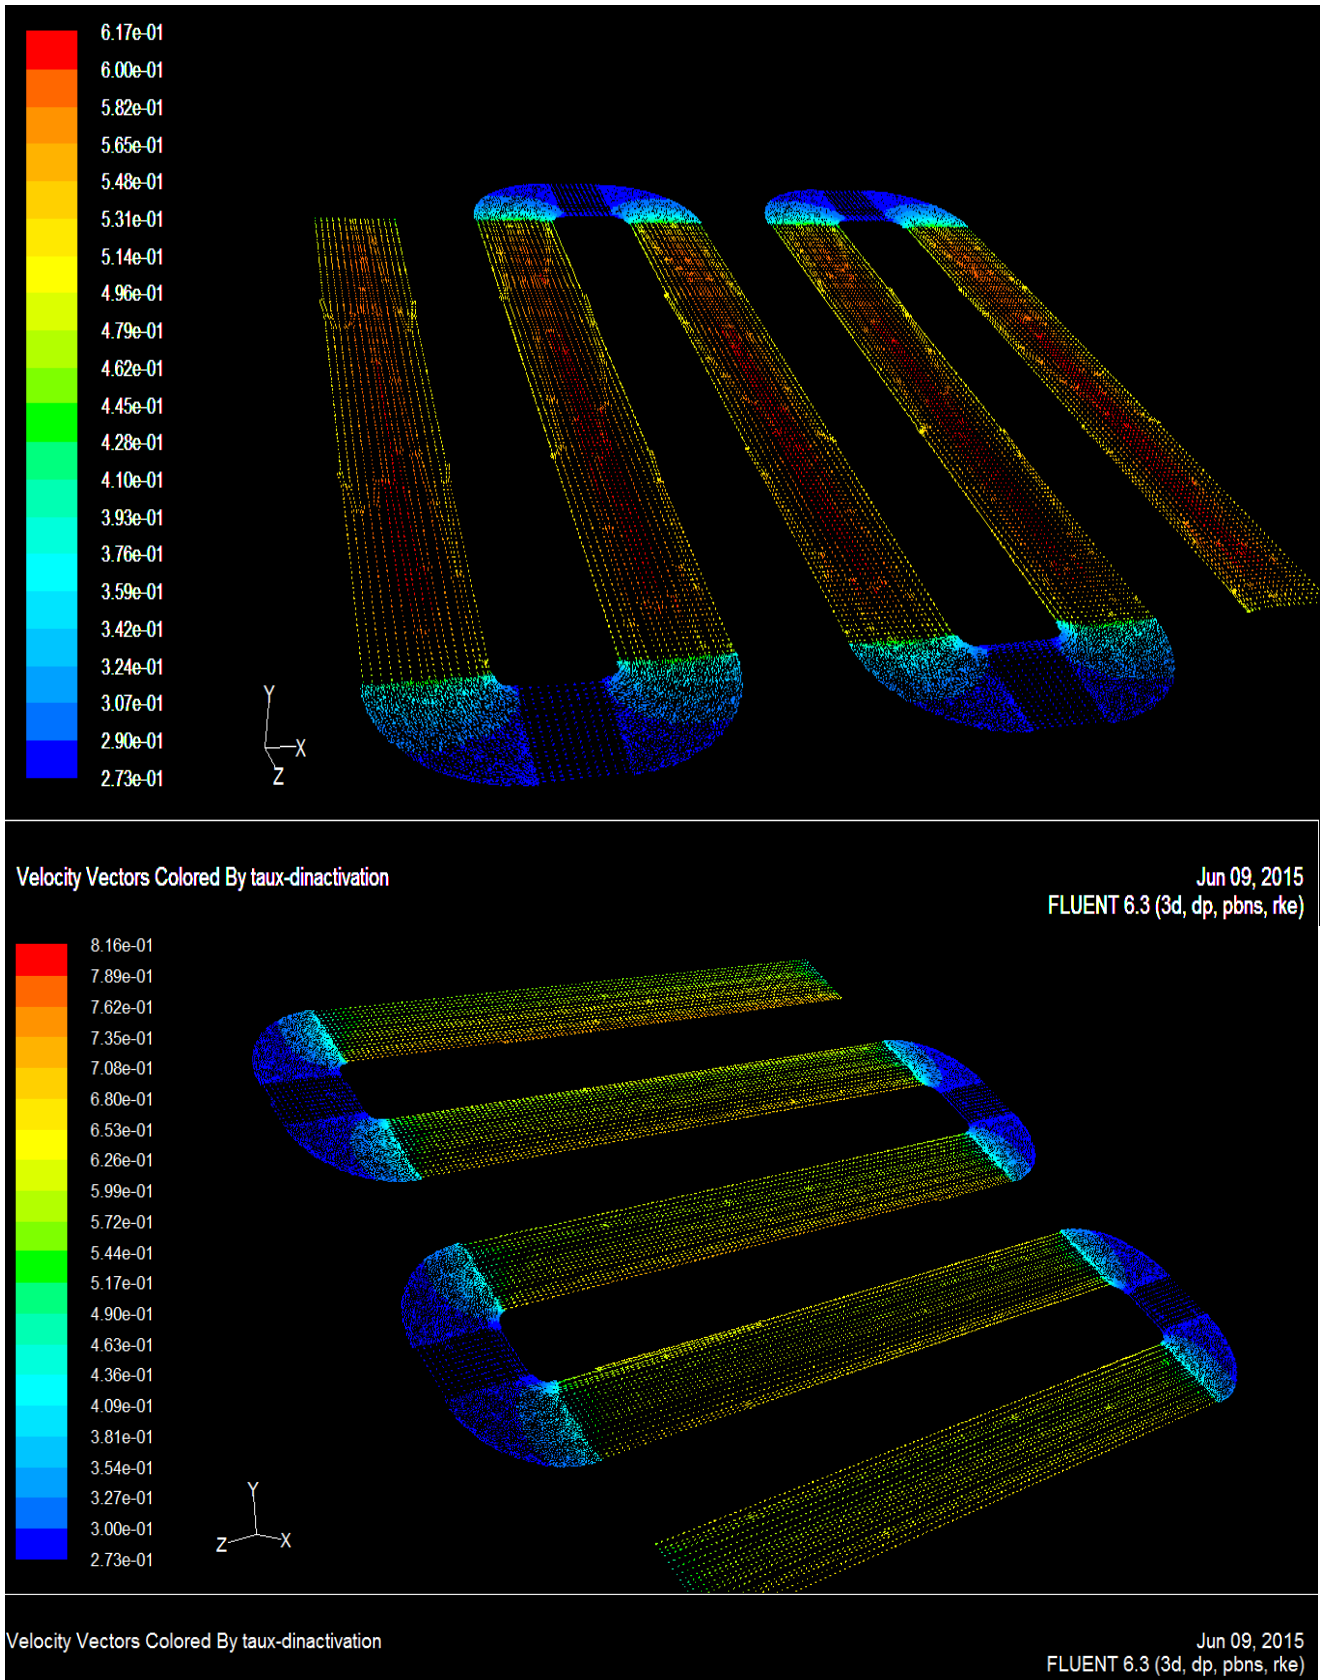 6.17e-01
6.00e-01
5.82e-01
5.65e-01
5.48e-01
5.31e-01
5.14e-01
4.96e-01
4.79e-01
4.62e-01
4.45e-01
4.28e-01
4.10e-01
3.93e-01
3.76e-01
3.59e-01
3.42e-01
3.24e-01
3.07e-01
2.90e-01
2.73e-01
Y
X
Z
Velocity Vectors Colored By taux-dinactivation
Jun 09, 2015
FLUENT 6.3 (3d, dp, pbns, rke)
8.16e-01
7.89e-01
7.62e-01
7.35e-01
7.08e-01
6.80e-01
6.53e-01
6.26e-01
5.99e-01
5.72e-01
5.44e-01
5.17e-01
4.90e-01
4.63e-01
4.36e-01
4.09e-01
3.81e-01
3.54e-01
3.27e-01
3.00e-01
2.73e-01
Y
Z
X
Velocity Vectors Colored By taux-dinactivation
Jun 09, 2015
FLUENT 6.3 (3d, dp, pbns, rke)